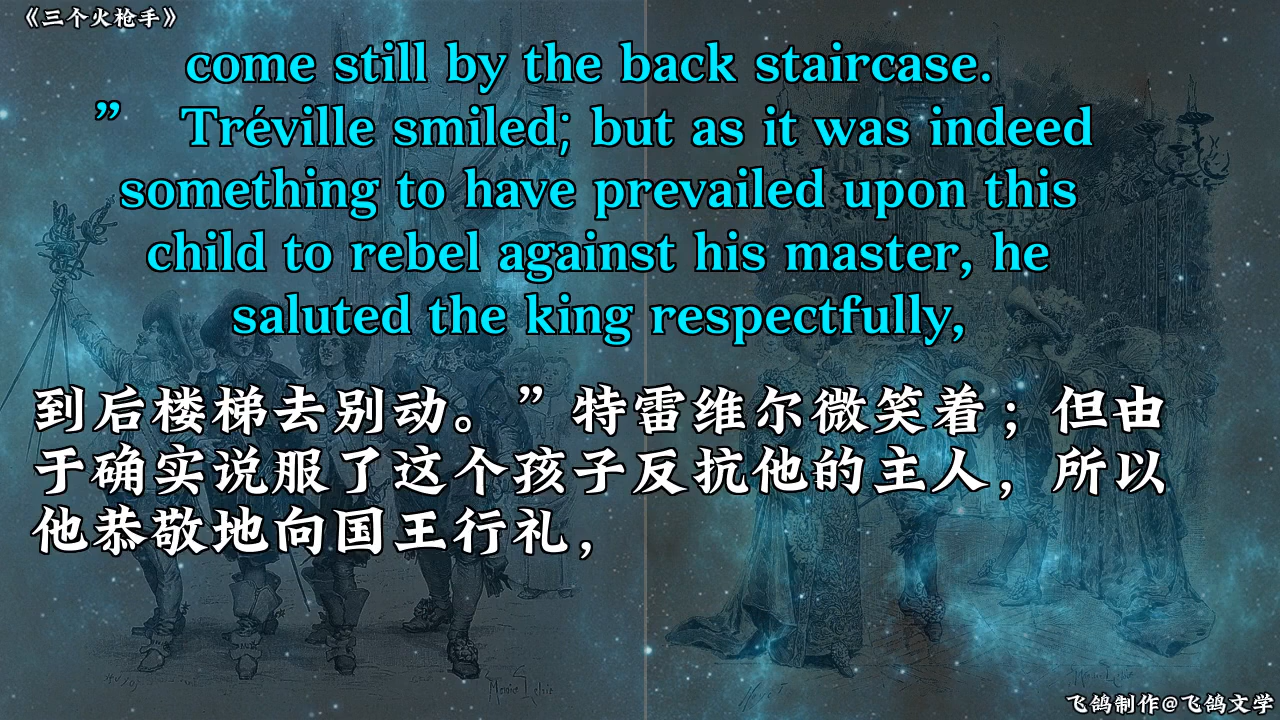 《三个火枪手》
come still by the back staircase.
” Tréville smiled; but as it was indeed
something to have prevailed upon this
child to rebel against his master, he
saluted the king respectfully,
到后楼梯去别动。”特雷维尔微笑着；但由
于确实说服了这个孩子反抗他的主人，所以
他恭敬地向国王行礼，
飞鸽制作@飞鸽文学